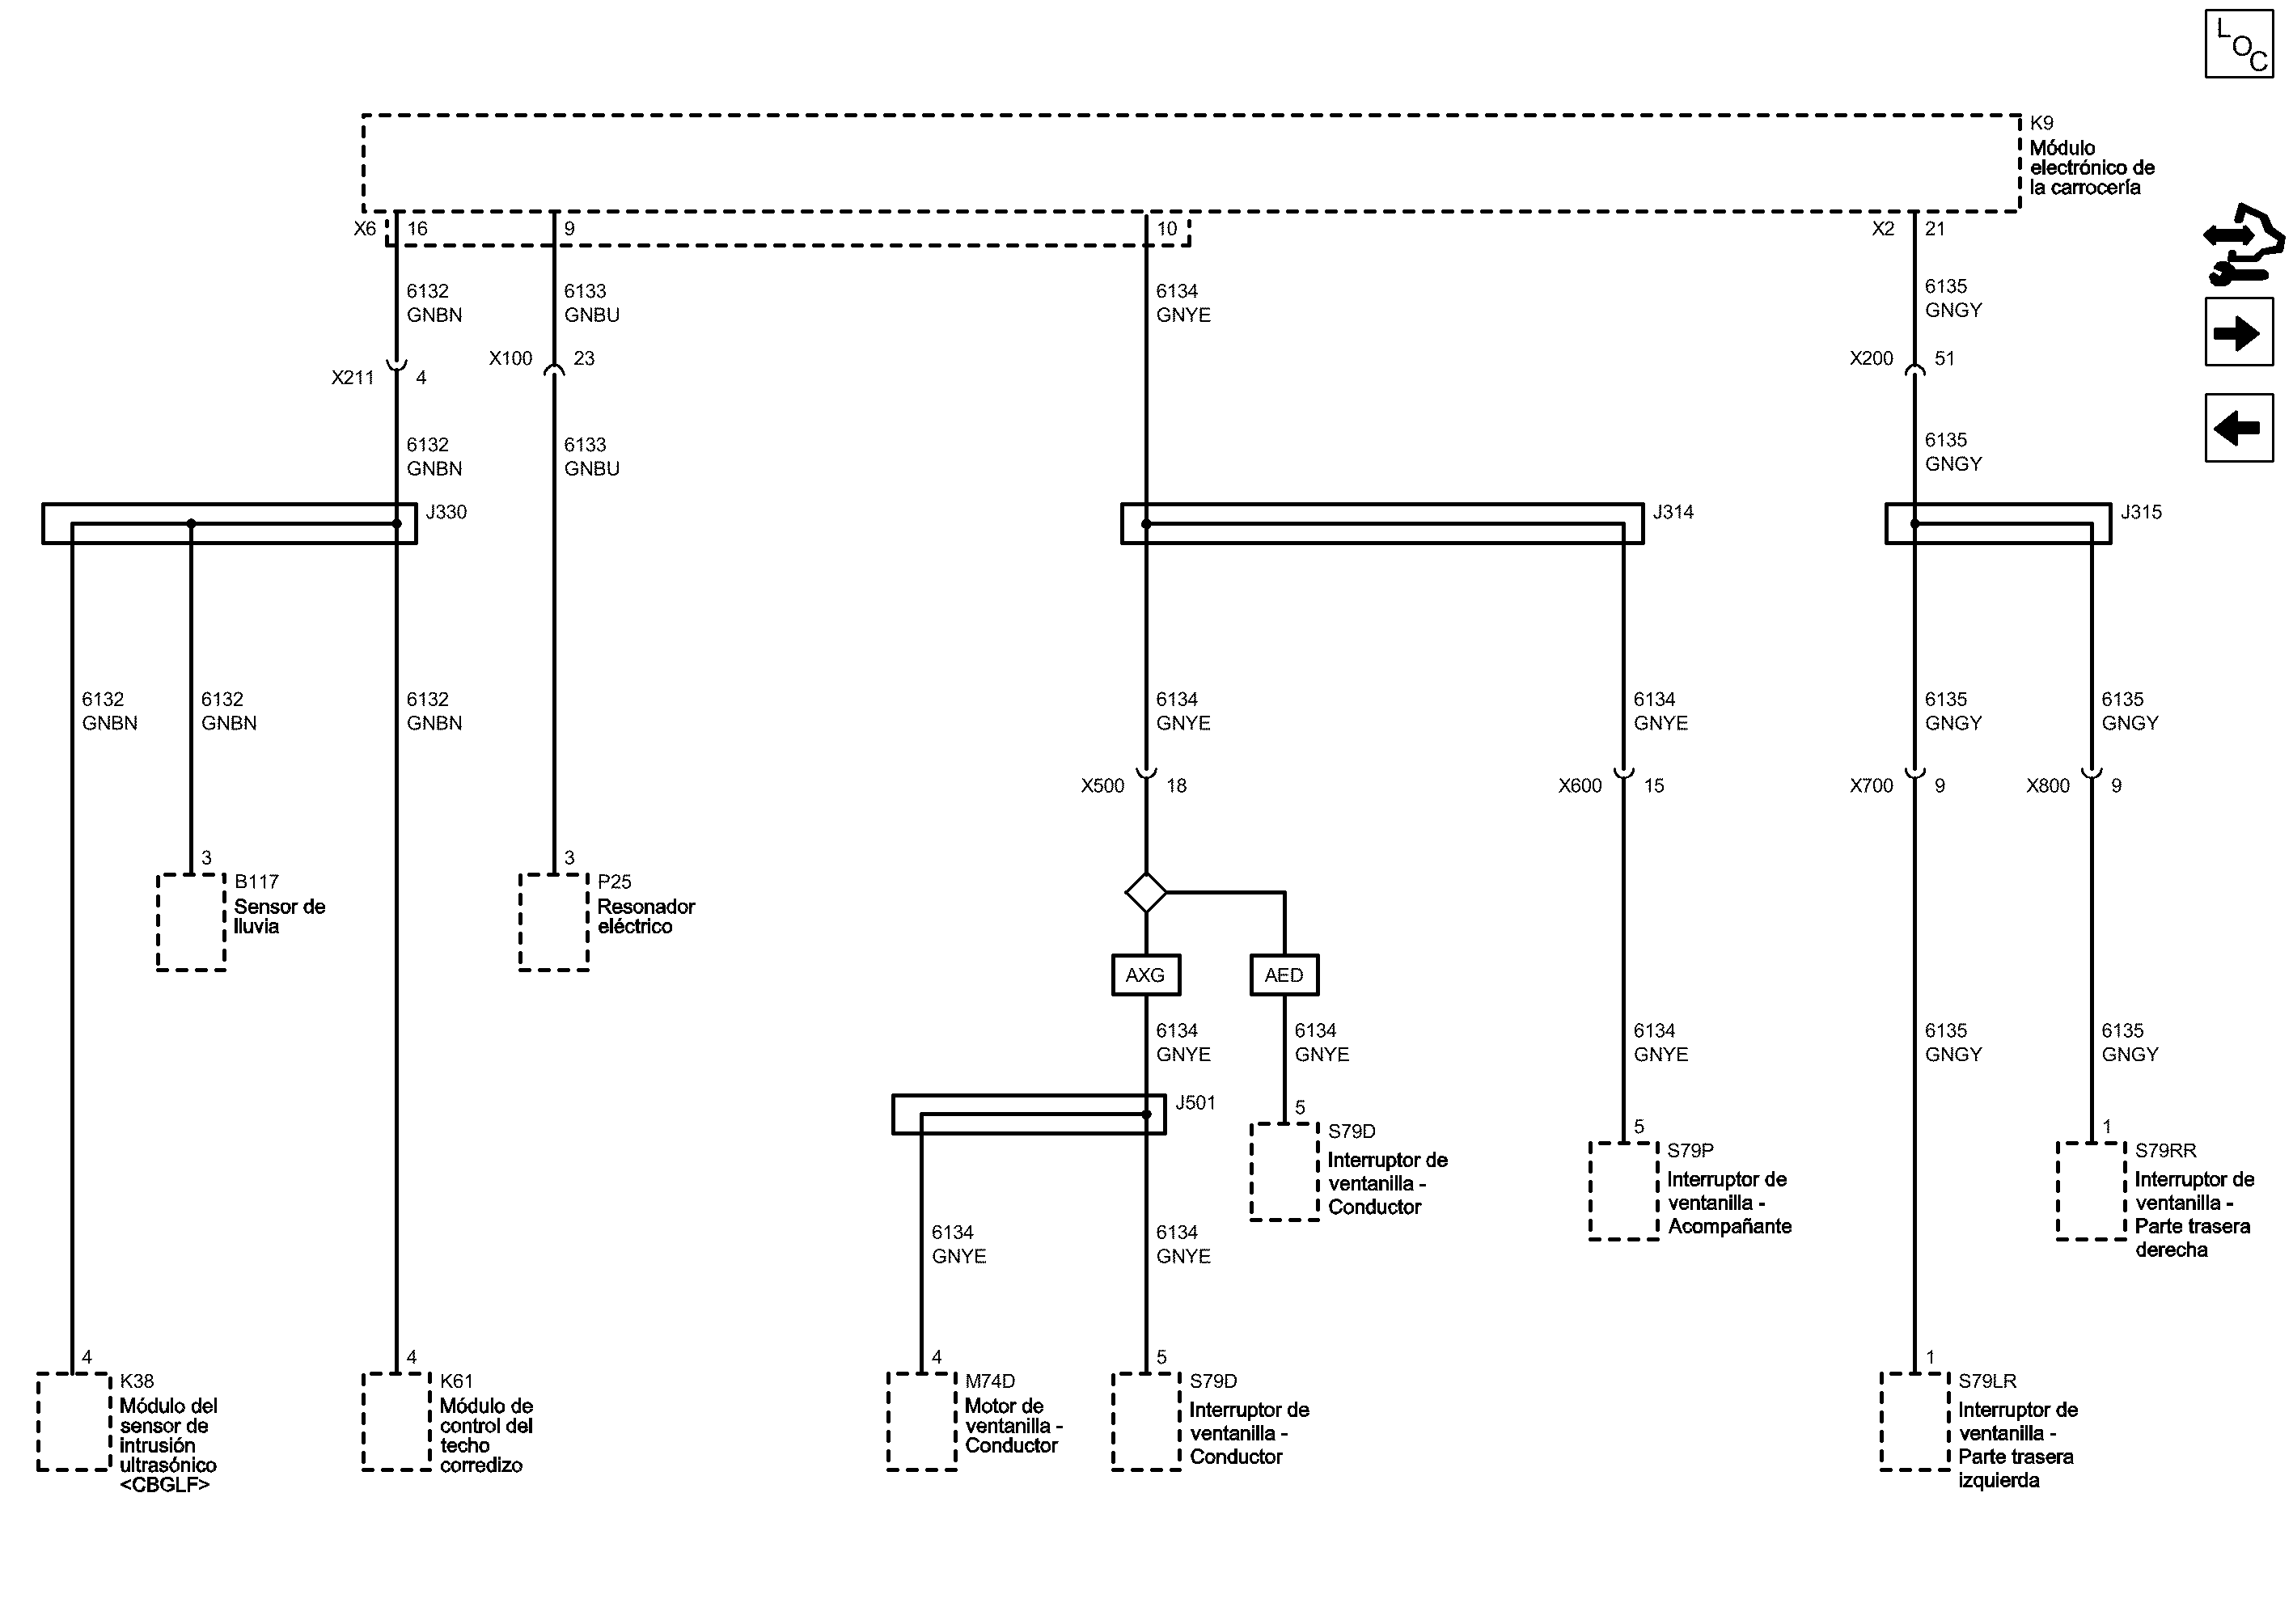 LOC
K9
Módulo
electrónico de
la carrocería
X6 16 9 10 X2 21
6132 6133 6134 6135
GNBN GNBU GNYE GNGY
X211 4 X100 23 X200 51
6132 6133 6135
GNBN GNBU GNGY
J330 J314 J315
6132 6132 6132 6134 6134 6135 6135
GNBN GNBN GNBN GNYE GNYE GNGY GNGY
X500 18 X600 15 X700 9 X800 9
3
B117
Sensor de
lluvia
3
P25
Resonador
eléctrico
AXG AED
6134 6134 6134 6135 6135
GNYE GNYE GNYE GNGY GNGY
J501
5
S79D
Interruptor de
ventanilla -
Conductor
5
S79P
Interruptor de
ventanilla -
Acompañante
1
S79RR
Interruptor de
ventanilla -
Parte trasera
derecha
6134 6134
GNYE GNYE
4
K38
Módulo del
sensor de
intrusión
ultrasónico
<CBGLF>
4
K61
Módulo de
control del
techo
corredizo
4
M74D
Motor de
ventanilla -
Conductor
5
S79D
Interruptor de
ventanilla -
Conductor
1
S79LR
Interruptor de
ventanilla -
Parte trasera
izquierda